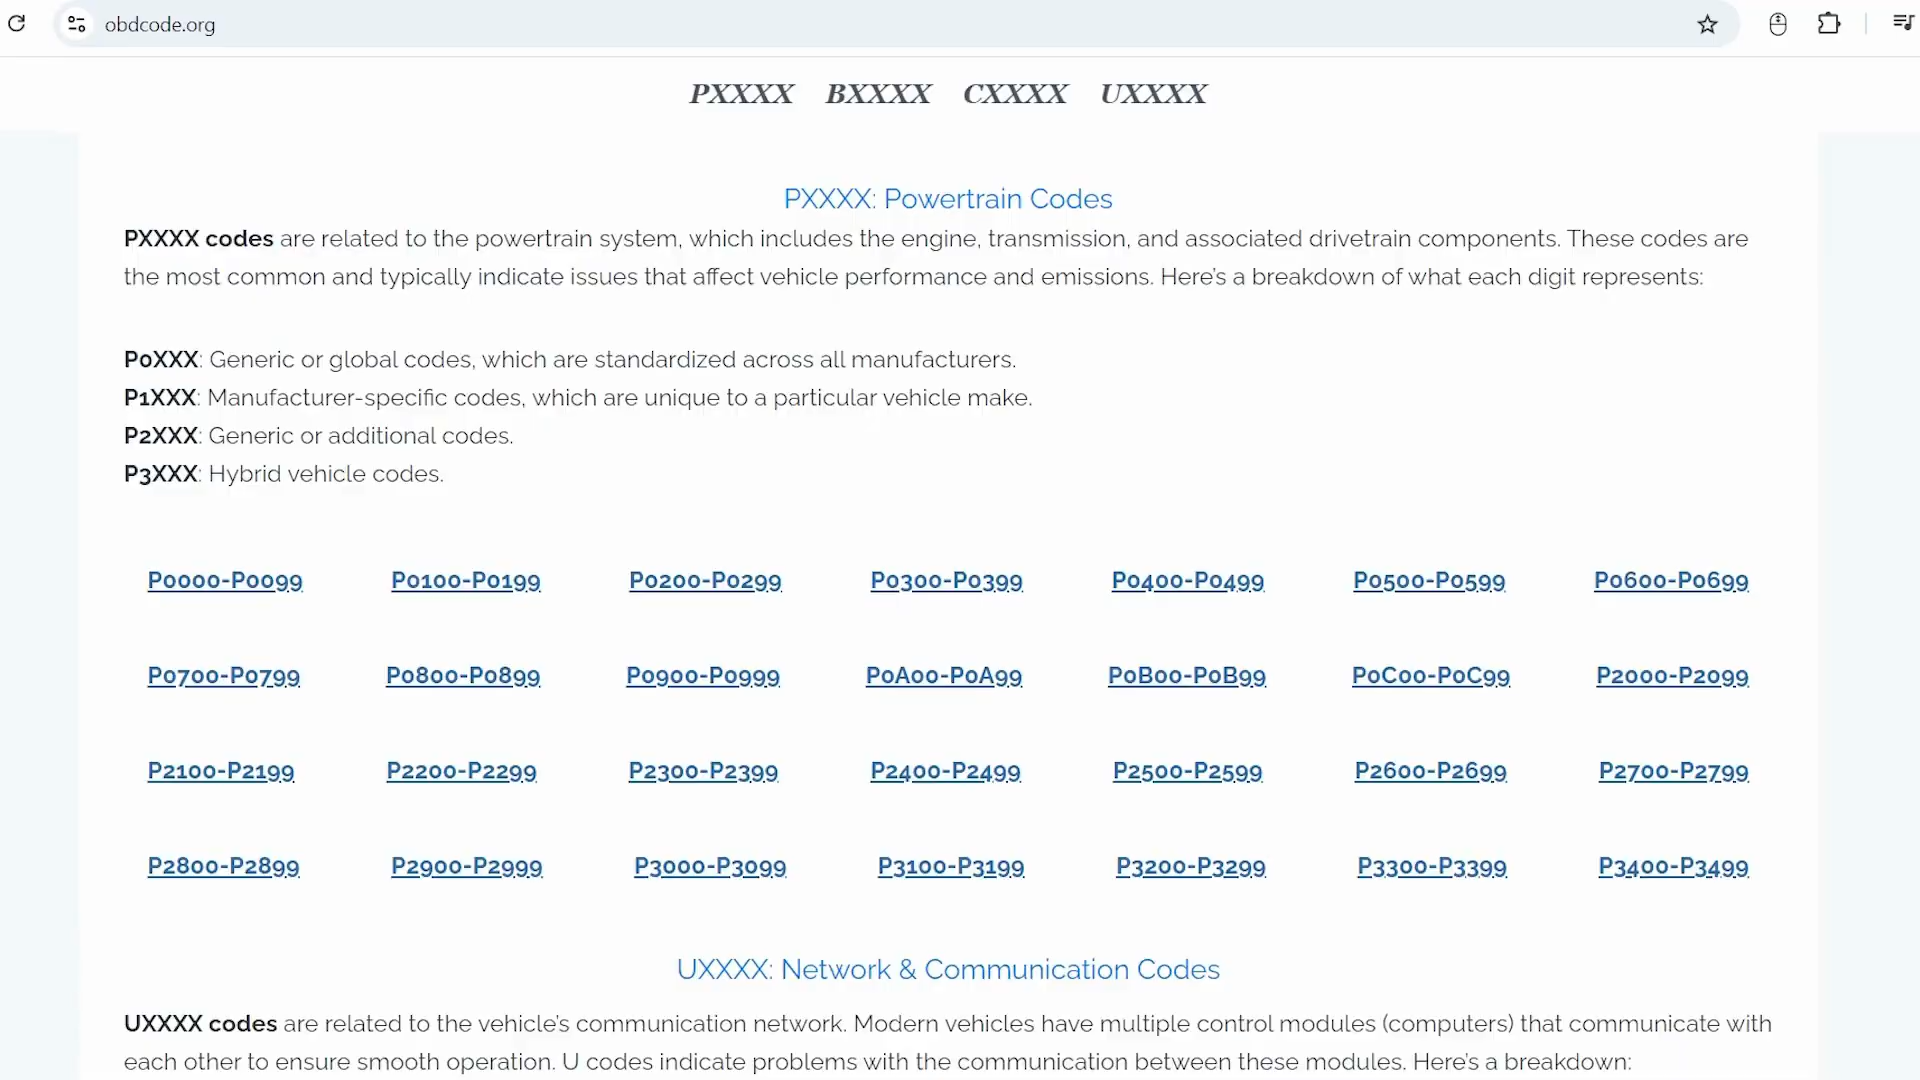 obdcode.org
PXXXX BXXXX CXXXX UXXXX
PXXXX: Powertrain Codes
PXXXX codes are related to the powertrain system, which includes the engine, transmission, and associated drivetrain components. These codes are
the most common and typically indicate issues that affect vehicle performance and emissions. Here's a breakdown of what each digit represents:
P0XXX: Generic or global codes, which are standardized across all manufacturers.
P1XXX: Manufacturer-specific codes, which are unique to a particular vehicle make.
P2XXX: Generic or additional codes.
P3XXX: Hybrid vehicle codes.
P0000-P0099 P0100-P0199 P0200-P0299 P0300-P0399 P0400-P0499 P0500-P0599 P0600-P0699
P0700-P0799 P0800-P0899 P0900-P0999 P0A00-P0A99 P0B00-P0B99 P0C00-P0C99 P2000-P2099
P2100-P2199 P2200-P2299 P2300-P2399 P2400-P2499 P2500-P2599 P2600-P2699 P2700-P2799
P2800-P2899 P2900-P2999 P3000-P3099 P3100-P3199 P3200-P3299 P3300-P3399 P3400-P3499
UXXXX: Network & Communication Codes
UXXXX codes are related to the vehicle's communication network. Modern vehicles have multiple control modules (computers) that communicate with
each other to ensure smooth operation. U codes indicate problems with the communication between these modules. Here's a breakdown: